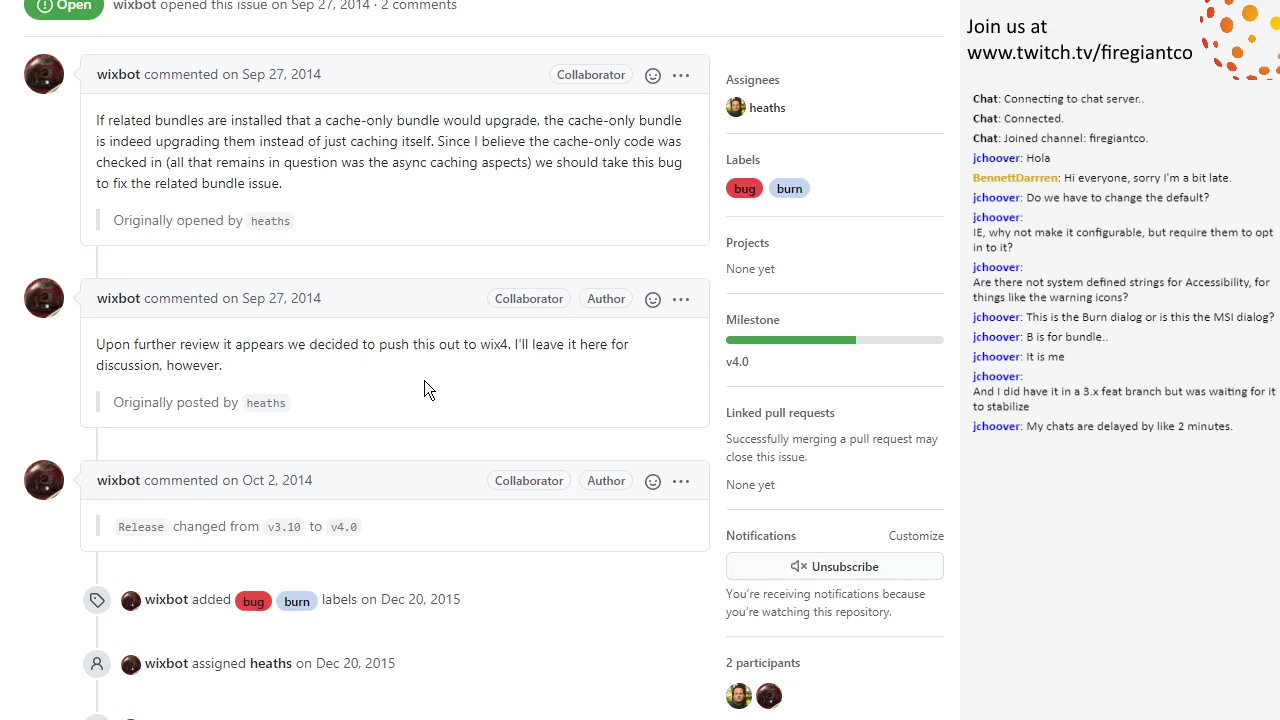 Open wixbot opened this issue on Sep 27, 2014 · 2 comments
wixbot commented on Sep 27, 2014 Collaborator
If related bundles are installed that a cache-only bundle would upgrade, the cache-only bundle
is indeed upgrading them instead of just caching itself. Since I believe the cache-only code was
checked in (all that remains in question was the async caching aspects) we should take this bug
to fix the related bundle issue.
Originally opened by heaths
wixbot commented on Sep 27, 2014 Collaborator Author
Upon further review it appears we decided to push this out to wix4. I'll leave it here for
discussion, however.
Originally posted by heaths
wixbot commented on Oct 2, 2014 Collaborator Author
Release changed from v3.10 to v4.0
wixbot added bug burn labels on Dec 20, 2015
wixbot assigned heaths on Dec 20, 2015
Assignees
heaths
Labels
bug burn
Projects
None yet
Milestone
v4.0
Linked pull requests
Successfully merging a pull request may
close this issue.
None yet
Notifications Customize
Unsubscribe
You're receiving notifications because
you're watching this repository.
2 participants
Join us at
www.twitch.tv/firegiantco
Chat: Connecting to chat server..
Chat: Connected.
Chat: Joined channel: firegiantco.
jchoover: Hola
BennettDarrren: Hi everyone, sorry I'm a bit late.
jchoover: Do we have to change the default?
jchoover:
IE, why not make it configurable, but require them to opt
in to it?
jchoover:
Are there not system defined strings for Accessibility, for
things like the warning icons?
jchoover: This is the Burn dialog or is this the MSI dialog?
jchoover: B is for bundle..
jchoover: It is me
jchoover:
And I did have it in a 3.x feat branch but was waiting for it
to stabilize
jchoover: My chats are delayed by like 2 minutes.